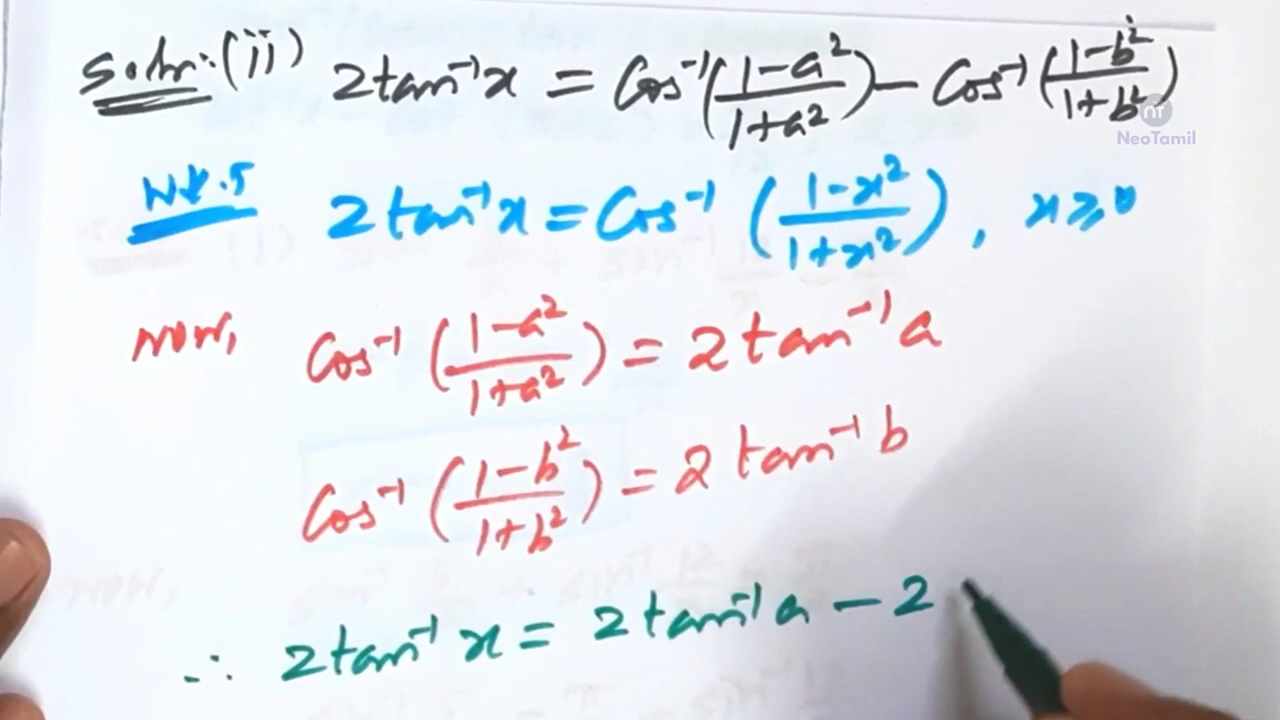 Soln:(ii) 2tan⁻¹x = Cos⁻¹((1-a²)/(1+a²)) - Cos⁻¹((1-b²)/(1+b²))
NeoTamil
W.K.T 2tan⁻¹x = Cos⁻¹((1-x²)/(1+x²)), x≥0
Now, Cos⁻¹((1-a²)/(1+a²)) = 2tan⁻¹a
Cos⁻¹((1-b²)/(1+b²)) = 2tan⁻¹b
∴ 2tan⁻¹x = 2tan⁻¹a - 2